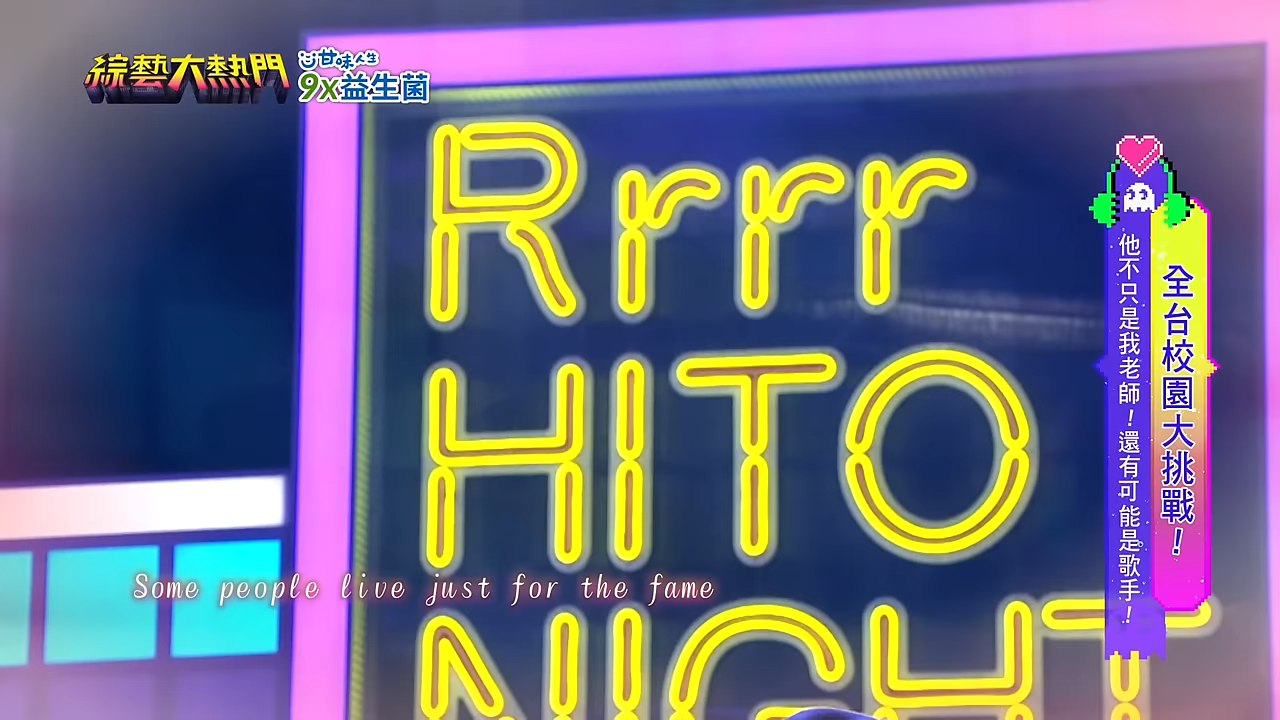 綜藝大熱門
甘味人生
9x益生菌
Rrrr
HITO
NIGHT
全台校園大挑戰！
他不只是我老師！還有可能是歌手！
Some people live just for the fame